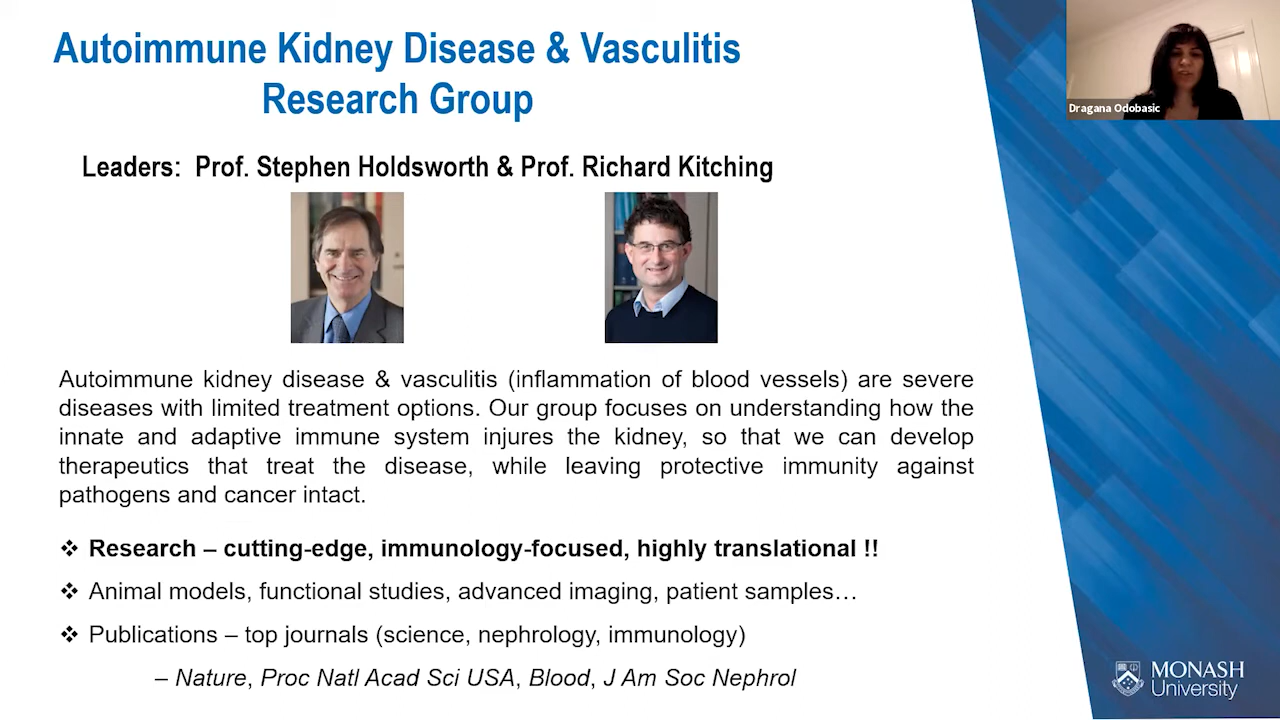 Autoimmune Kidney Disease & Vasculitis
Research Group
Dragana Odobasic
Leaders: Prof. Stephen Holdsworth & Prof. Richard Kitching
Autoimmune kidney disease & vasculitis (inflammation of blood vessels) are severe
diseases with limited treatment options. Our group focuses on understanding how the
innate and adaptive immune system injures the kidney, so that we can develop
therapeutics that treat the disease, while leaving protective immunity against
pathogens and cancer intact.
❖ Research – cutting-edge, immunology-focused, highly translational !!
❖ Animal models, functional studies, advanced imaging, patient samples…
❖ Publications – top journals (science, nephrology, immunology)
– Nature, Proc Natl Acad Sci USA, Blood, J Am Soc Nephrol
MONASH
University